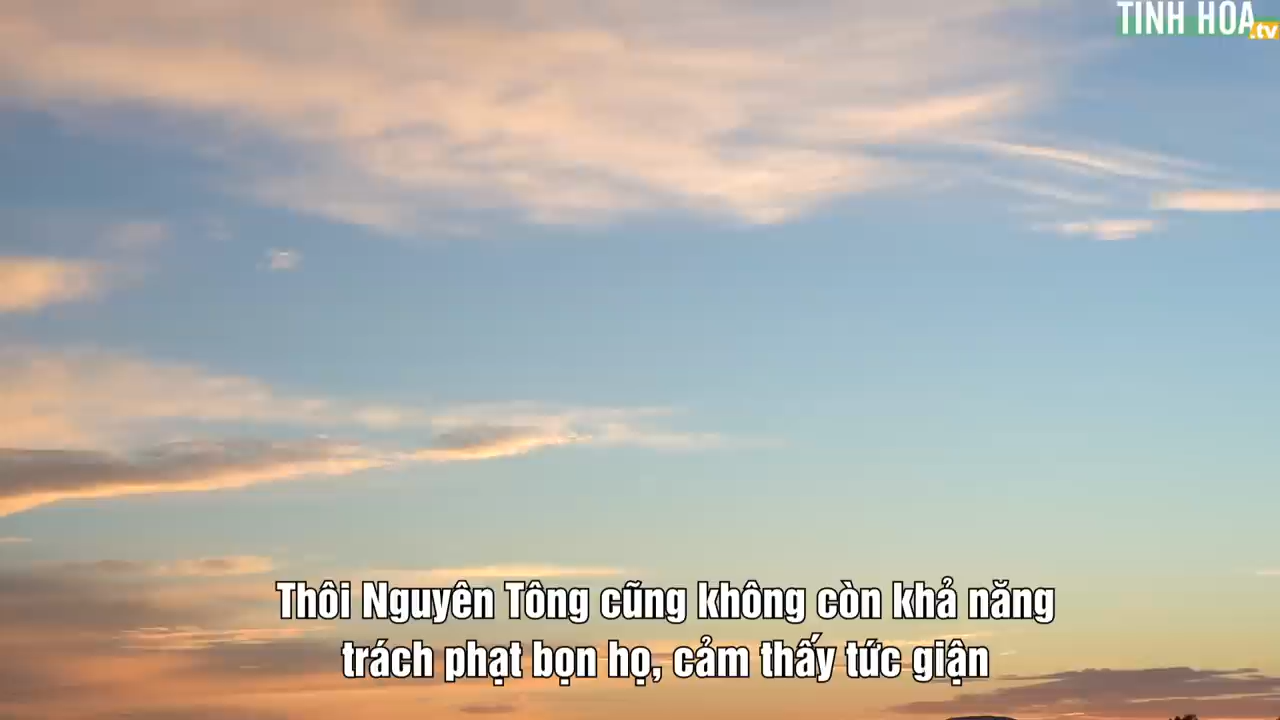 TINH HOA
.tv
Thôi Nguyên Tông cũng không còn khả năng
trách phạt bọn họ, cảm thấy tức giận